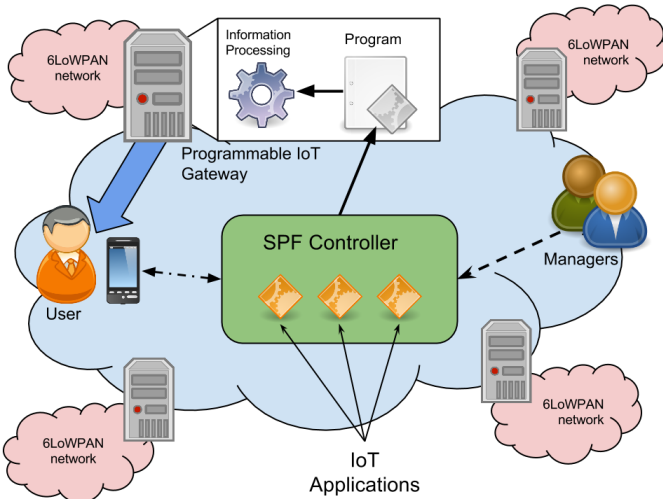 6LoWPAN
network
Information
Processing
Program
6LoWPAN
network
Programmable IoT
Gateway
SPF Controller
User
Managers
6LoWPAN
network
6LoWPAN
network
IoT
Applications